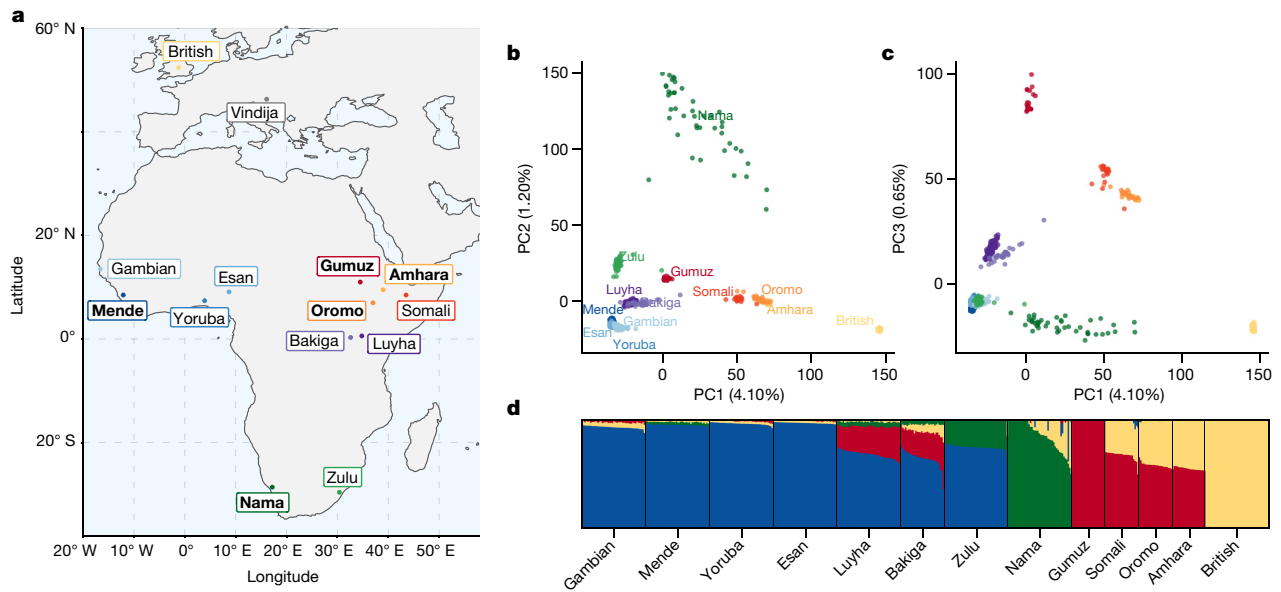 a
60° N
20° N
0°
20° S
Latitude
20° W
10° W
0°
10° E
20° E
30° E
40° E
50° E
Longitude
British
Vindija
Gambian
Mende
Esan
Yoruba
Gumuz
Amhara
Oromo
Somali
Bakiga
Luyha
Zulu
Nama
b
PC2 (1.20%)
150
100
50
0
0
50
100
150
PC1 (4.10%)
Nama
Zulu
Gumuz
Luyha
Bakiga
Somali
Oromo
Amhara
Mende
Gambian
Esan
Yoruba
British
c
PC3 (0.65%)
100
50
0
0
50
100
150
PC1 (4.10%)
d
Gambian
Mende
Yoruba
Esan
Luyha
Bakiga
Zulu
Nama
Gumuz
Somali
Oromo
Amhara
British